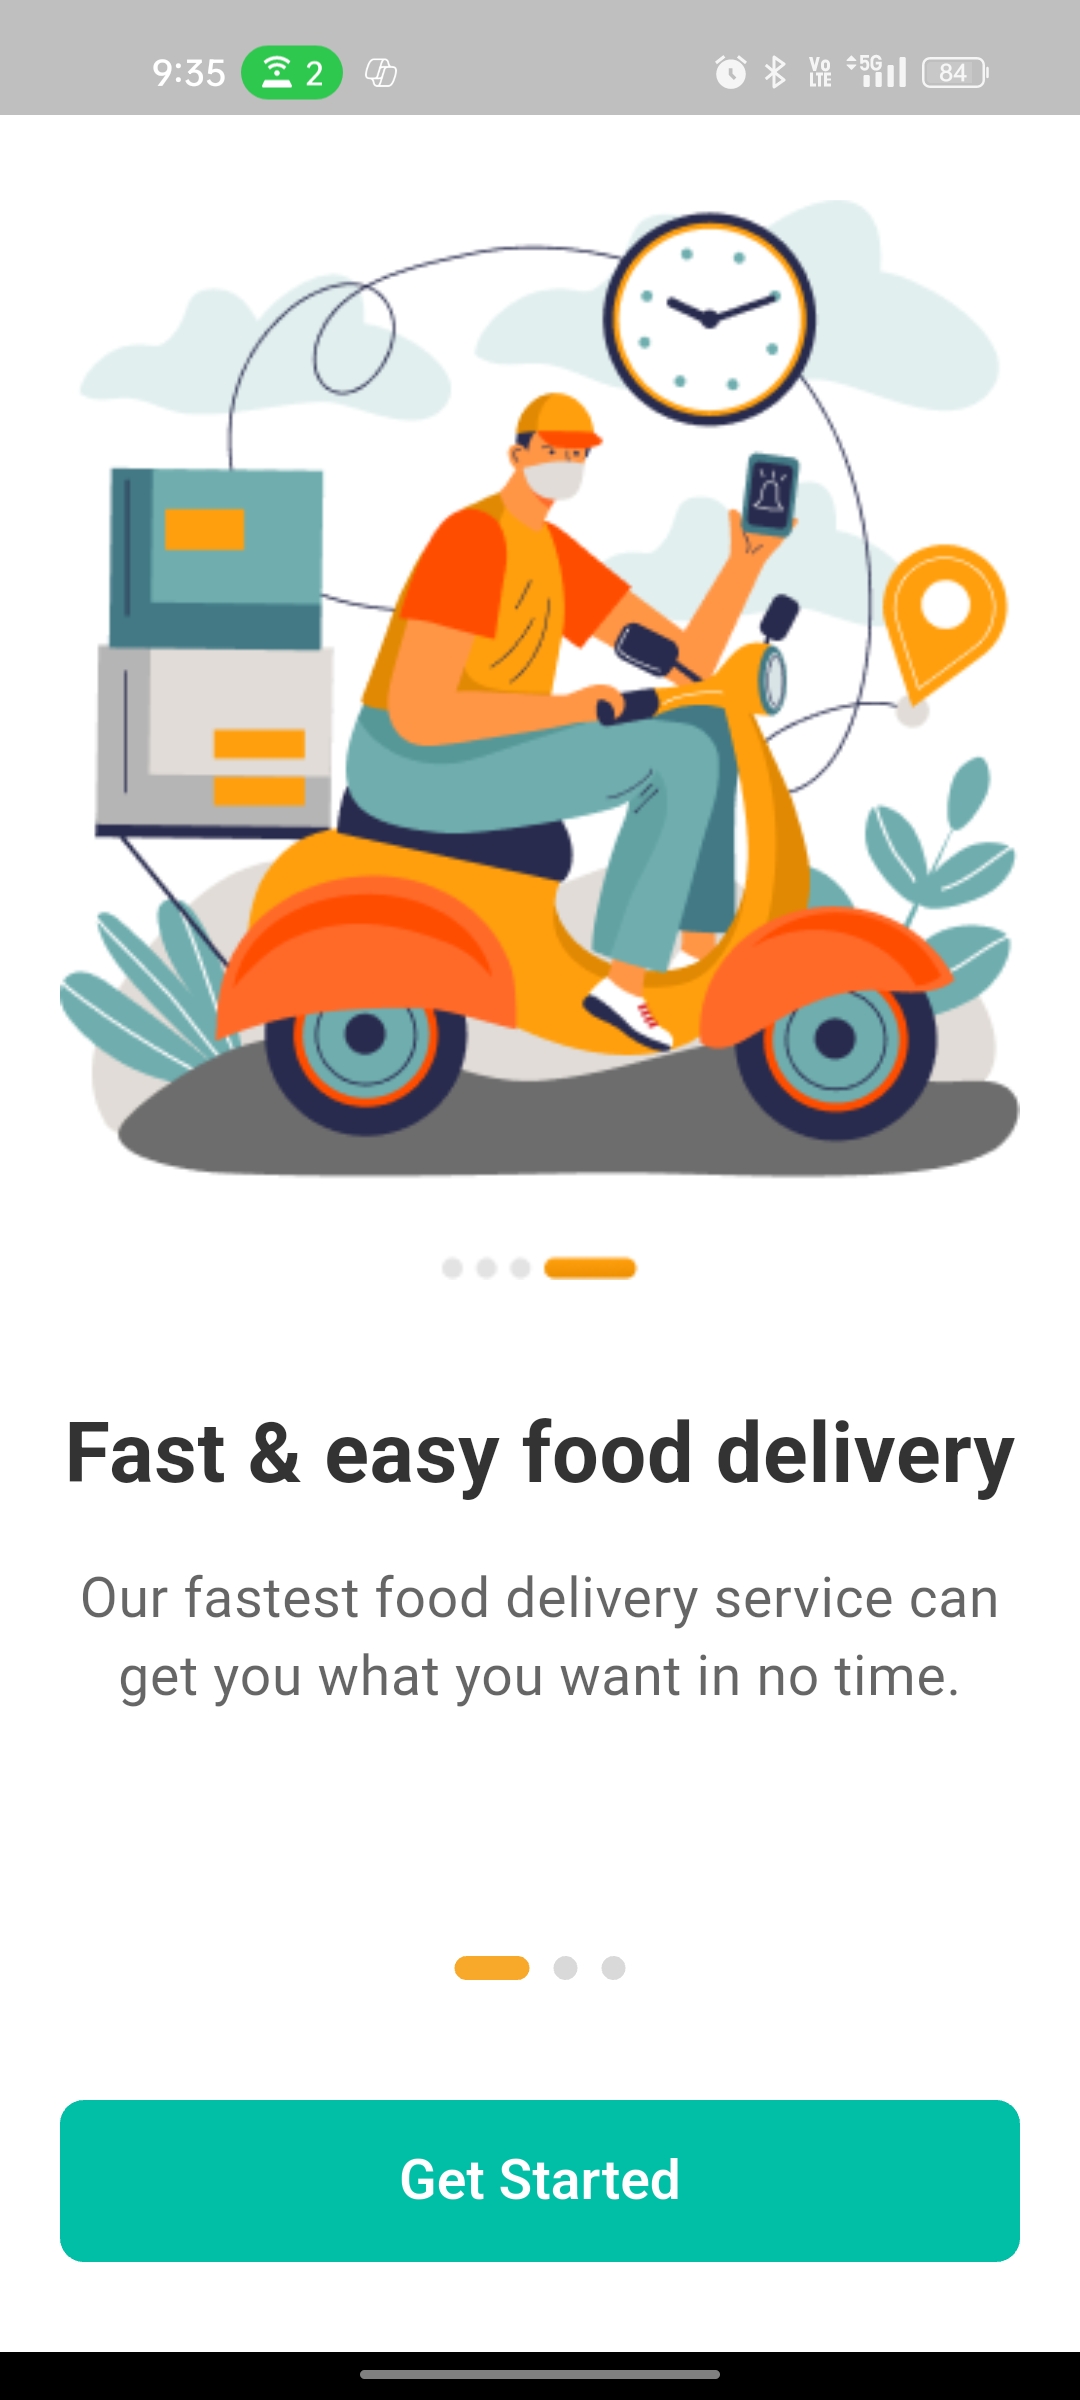 9:35 2 Vo LTE 5G 84
Fast & easy food delivery
Our fastest food delivery service can
get you what you want in no time.
Get Started